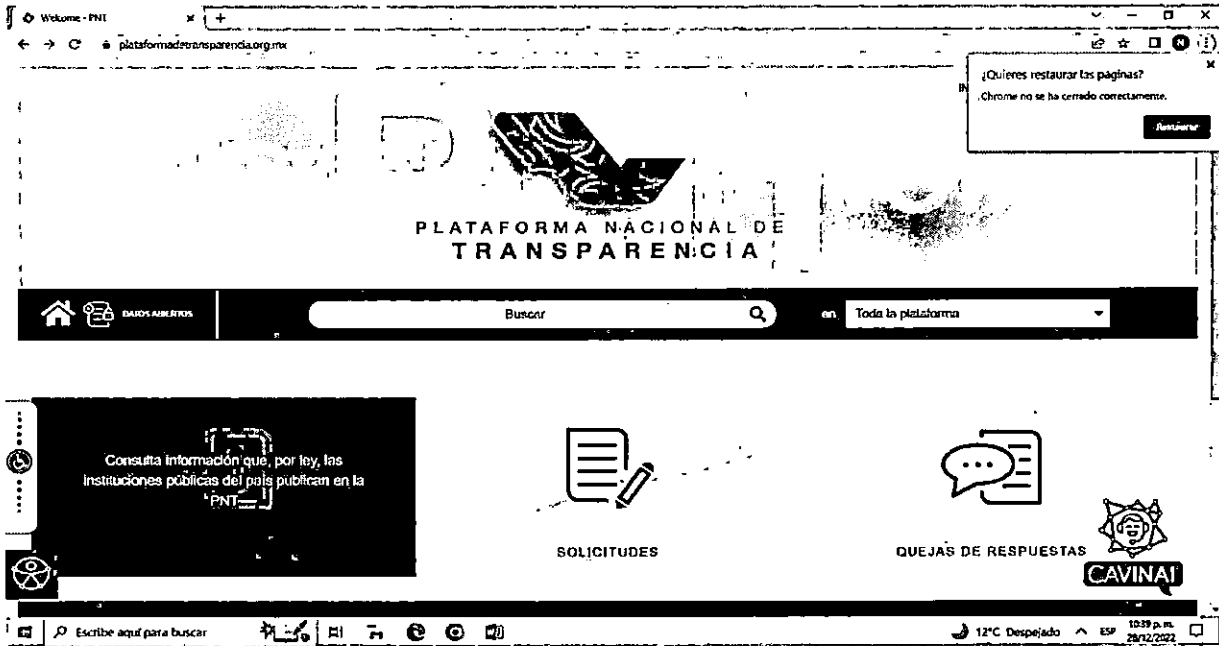 Welcome - PNT
plataformadetransparencia.org.mx
¿Quieres restaurar las páginas?
Chrome no se ha cerrado correctamente.
Restaurar
IN
PLATAFORMA NACIONAL DE
TRANSPARENCIA
DATOS ABIERTOS
Buscar
en
Toda la plataforma
Consulta información que, por ley, las
instituciones públicas del país publican en la
PNT
SOLICITUDES
QUEJAS DE RESPUESTAS
CAVINAI
Escribe aquí para buscar
12°C Despejado
ESP
10:39 p. m.
28/12/2022
N